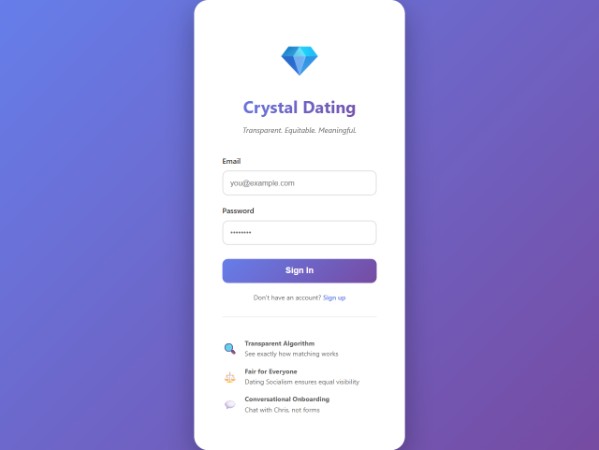 Crystal Dating
Transparent. Equitable. Meaningful.
Email
you@example.com
Password
••••••••
Sign In
Don't have an account? Sign up
Transparent Algorithm
See exactly how matching works
Fair for Everyone
Dating Socialism ensures equal visibility
Conversational Onboarding
Chat with Chris, not forms